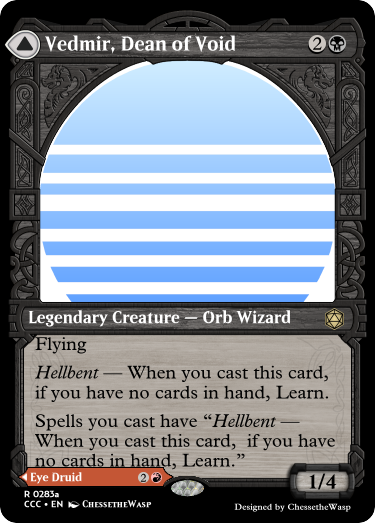 Vedmir, Dean of Void 2
Legendary Creature — Orb Wizard
Flying
Hellbent — When you cast this card,
if you have no cards in hand, Learn.
Spells you cast have “Hellbent —
When you cast this card,  if you have
no cards in hand, Learn.”
Eye Druid 2
1/4
R 0283a
CCC • EN ChessetheWasp
Designed by ChessetheWasp